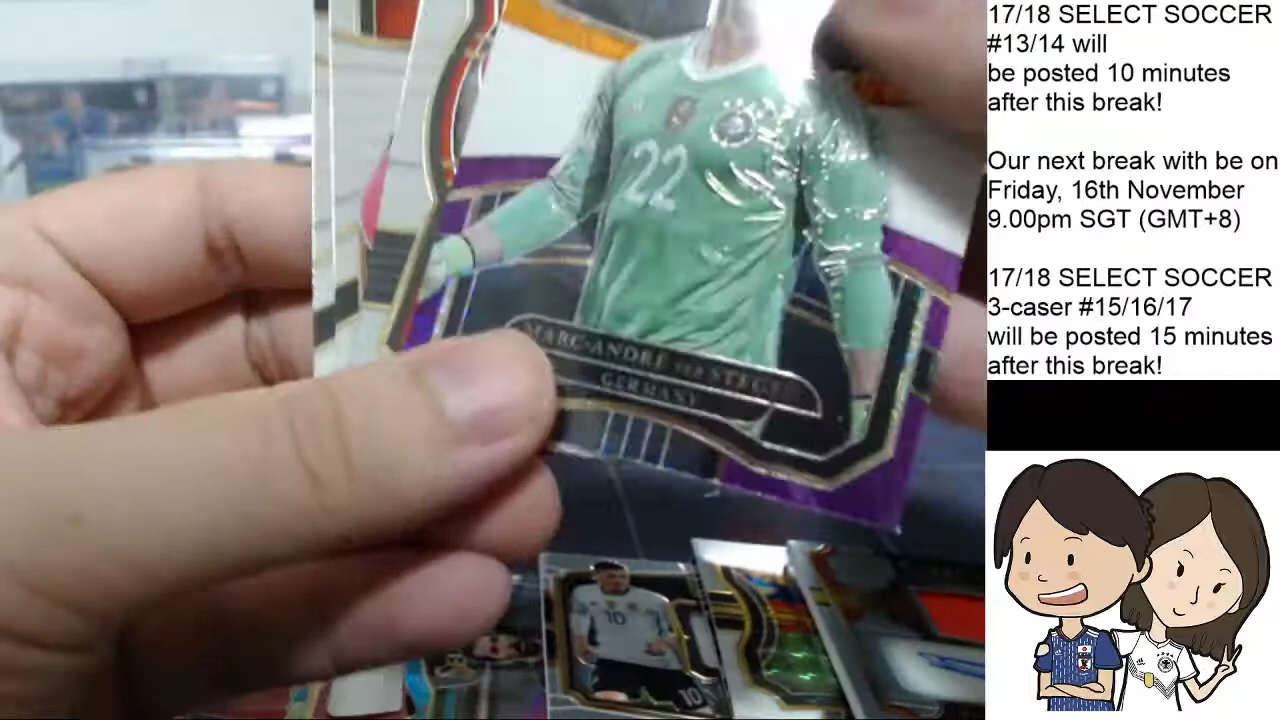 17/18 SELECT SOCCER
#13/14 will
be posted 10 minutes
after this break!
Our next break with be on
Friday, 16th November
9.00pm SGT (GMT+8)
17/18 SELECT SOCCER
3-caser #15/16/17
will be posted 15 minutes
after this break!
22
MARC-ANDRÉ TER STEGE
GERMANY
10
10